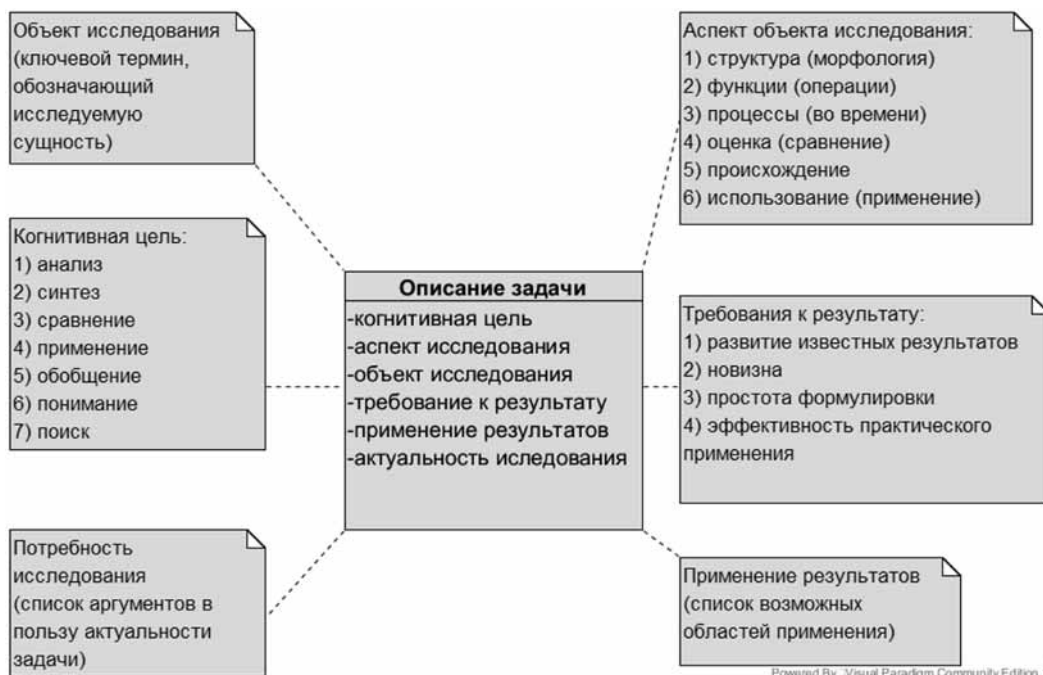 Объект исследования
(ключевой термин,
обозначающий
исследуемую
сущность)
Аспект объекта исследования:
1) структура (морфология)
2) функции (операции)
3) процессы (во времени)
4) оценка (сравнение)
5) происхождение
6) использование (применение)
Когнитивная цель:
1) анализ
2) синтез
3) сравнение
4) применение
5) обобщение
6) понимание
7) поиск
Описание задачи
-когнитивная цель
-аспект исследования
-объект исследования
-требование к результату
-применение результатов
-актуальность иследования
Требования к результату:
1) развитие известных результатов
2) новизна
3) простота формулировки
4) эффективность практического
применения
Потребность
исследования
(список аргументов в
пользу актуальности
задачи)
Применение результатов
(список возможных
областей применения)
Powered By Visual Paradigm Community Edition